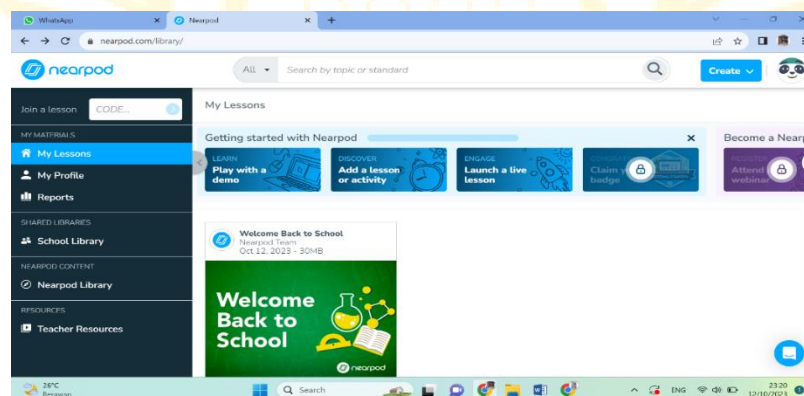 WhatsApp
Nearpod
nearpod.com/library/
nearpod
All
Search by topic or standard
Create
Join a lesson
CODE...
My Lessons
MY MATERIALS
My Lessons
My Profile
Reports
SHARED LIBRARIES
School Library
NEARPOD CONTENT
Nearpod Library
RESOURCES
Teacher Resources
Getting started with Nearpod
Become a Nearp
LEARN
Play with a
demo
DISCOVER
Add a lesson
or activity
ENGAGE
Launch a live
lesson
Claim y
badge
Attend
webinar
Welcome Back to School
Nearpod Team
Oct 12, 2023 - 30MB
Welcome
Back to
School
nearpod
26°C
Berawan
Search
ENG
23:20
12/10/2023